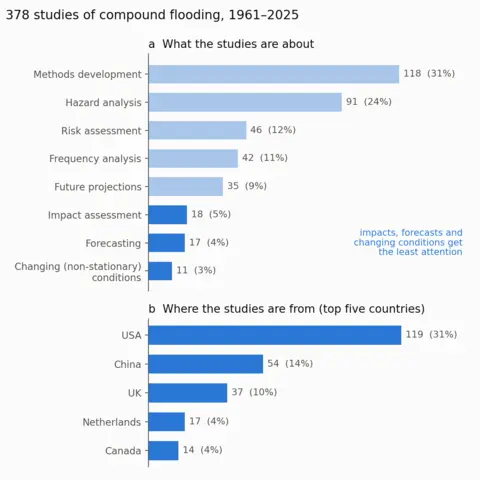 378 studies of compound flooding, 1961–2025
a What the studies are about
Methods development 118 (31%)
Hazard analysis 91 (24%)
Risk assessment 46 (12%)
Frequency analysis 42 (11%)
Future projections 35 (9%)
Impact assessment 18 (5%)
Forecasting 17 (4%)
Changing (non-stationary)
conditions 11 (3%)
impacts, forecasts and
changing conditions get
the least attention
b Where the studies are from (top five countries)
USA 119 (31%)
China 54 (14%)
UK 37 (10%)
Netherlands 17 (4%)
Canada 14 (4%)